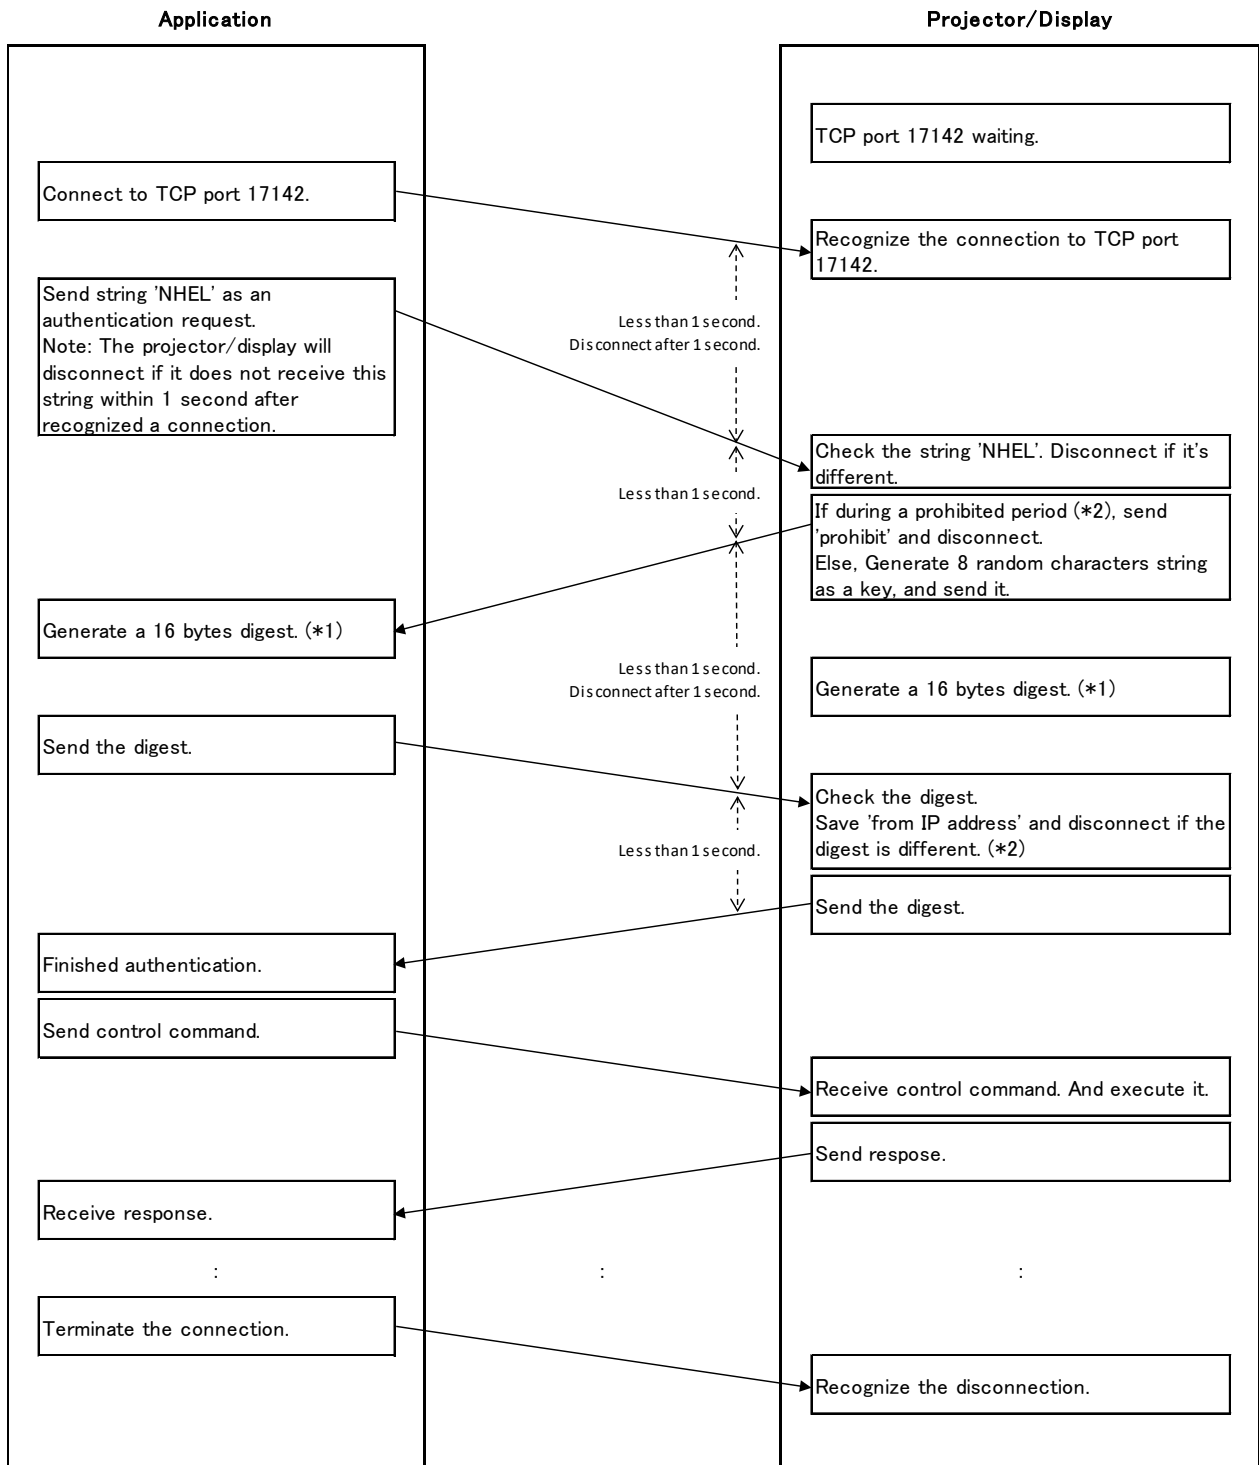 Application
Projector/Display
TCP port 17142 waiting.
Connect to TCP port 17142.
Recognize the connection to TCP port
17142.
Send string 'NHEL' as an
authentication request.
Note: The projector/display will
disconnect if it does not receive this
string within 1 second after
recognized a connection.
Less than 1 second.
Disconnect after 1 second.
Check the string 'NHEL'. Disconnect if it's
different.
Less than 1 second.
If during a prohibited period (*2), send
'prohibit' and disconnect.
Else, Generate 8 random characters string
as a key, and send it.
Generate a 16 bytes digest. (*1)
Less than 1 second.
Disconnect after 1 second.
Generate a 16 bytes digest. (*1)
Send the digest.
Check the digest.
Save 'from IP address' and disconnect if the
digest is different. (*2)
Less than 1 second.
Send the digest.
Finished authentication.
Send control command.
Receive control command. And execute it.
Send respose.
Receive response.
: : :
Terminate the connection.
Recognize the disconnection.